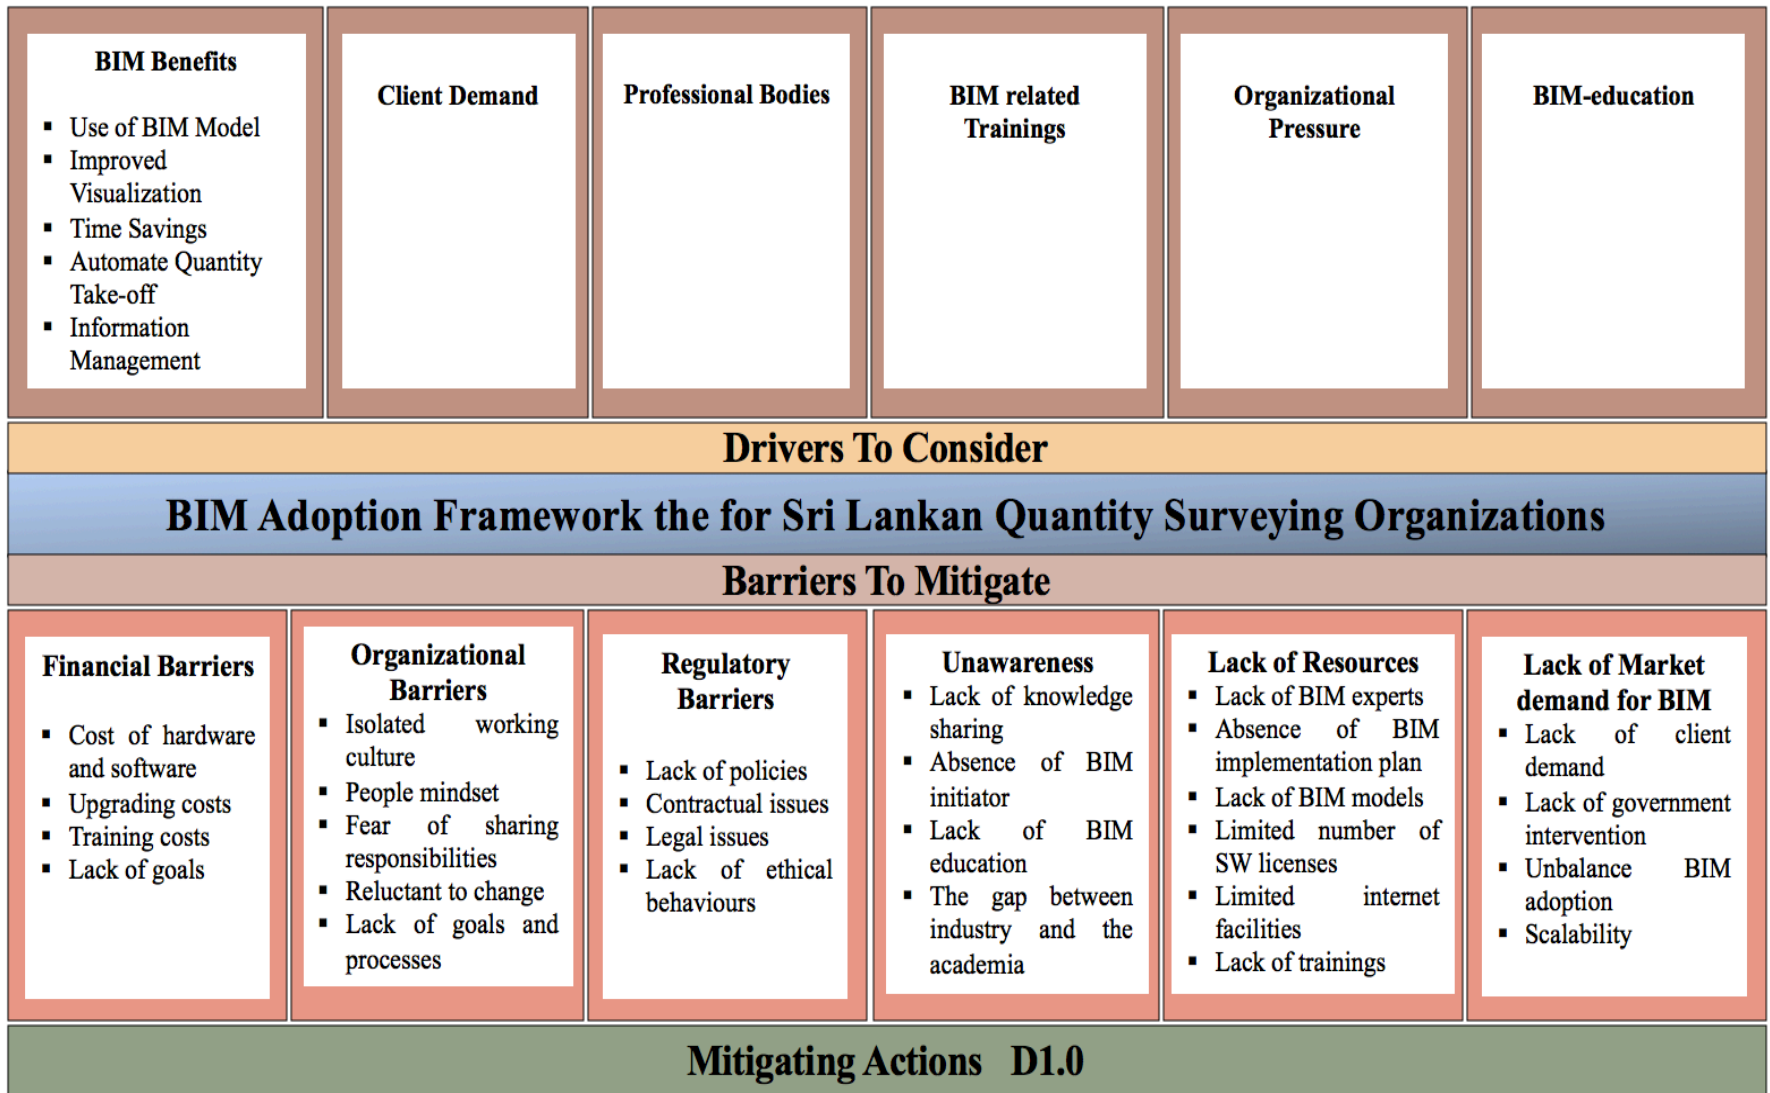 BIM Benefits
▪ Use of BIM Model
▪ Improved
Visualization
▪ Time Savings
▪ Automate Quantity
Take-off
▪ Information
Management
Client Demand
Professional Bodies
BIM related
Trainings
Organizational
Pressure
BIM-education
Drivers To Consider
BIM Adoption Framework the for Sri Lankan Quantity Surveying Organizations
Barriers To Mitigate
Financial Barriers
▪ Cost of hardware
and software
▪ Upgrading costs
▪ Training costs
▪ Lack of goals
Organizational
Barriers
▪ Isolated working
culture
▪ People mindset
▪ Fear of sharing
responsibilities
▪ Reluctant to change
▪ Lack of goals and
processes
Regulatory
Barriers
▪ Lack of policies
▪ Contractual issues
▪ Legal issues
▪ Lack of ethical
behaviours
Unawareness
▪ Lack of knowledge
sharing
▪ Absence of BIM
initiator
▪ Lack of BIM
education
▪ The gap between
industry and the
academia
Lack of Resources
▪ Lack of BIM experts
▪ Absence of BIM
implementation plan
▪ Lack of BIM models
▪ Limited number of
SW licenses
▪ Limited internet
facilities
▪ Lack of trainings
Lack of Market
demand for BIM
▪ Lack of client
demand
▪ Lack of government
intervention
▪ Unbalance BIM
adoption
▪ Scalability
Mitigating Actions D1.0